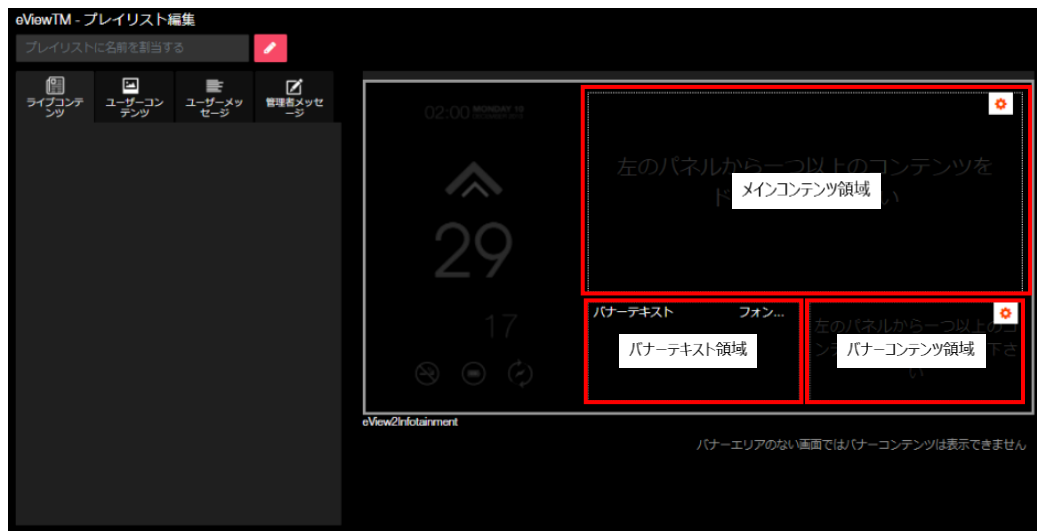 eViewTM - プレイリスト編集
プレイリストに名前を割当する
ライブコンテ
ンツ
ユーザーコン
テンツ
ユーザーメッ
セージ
管理者メッセ
ージ
02:00 MONDAY 10
左のパネルから一つ以上のコンテンツを
ド
い
メインコンテンツ領域
29
17
バナーテキスト
フォン...
バナーテキスト領域
左のパネルから一つ以上のコ
ン
下さ
い
バナーコンテンツ領域
eView2Infotainment
バナーエリアのない画面ではバナーコンテンツは表示できません